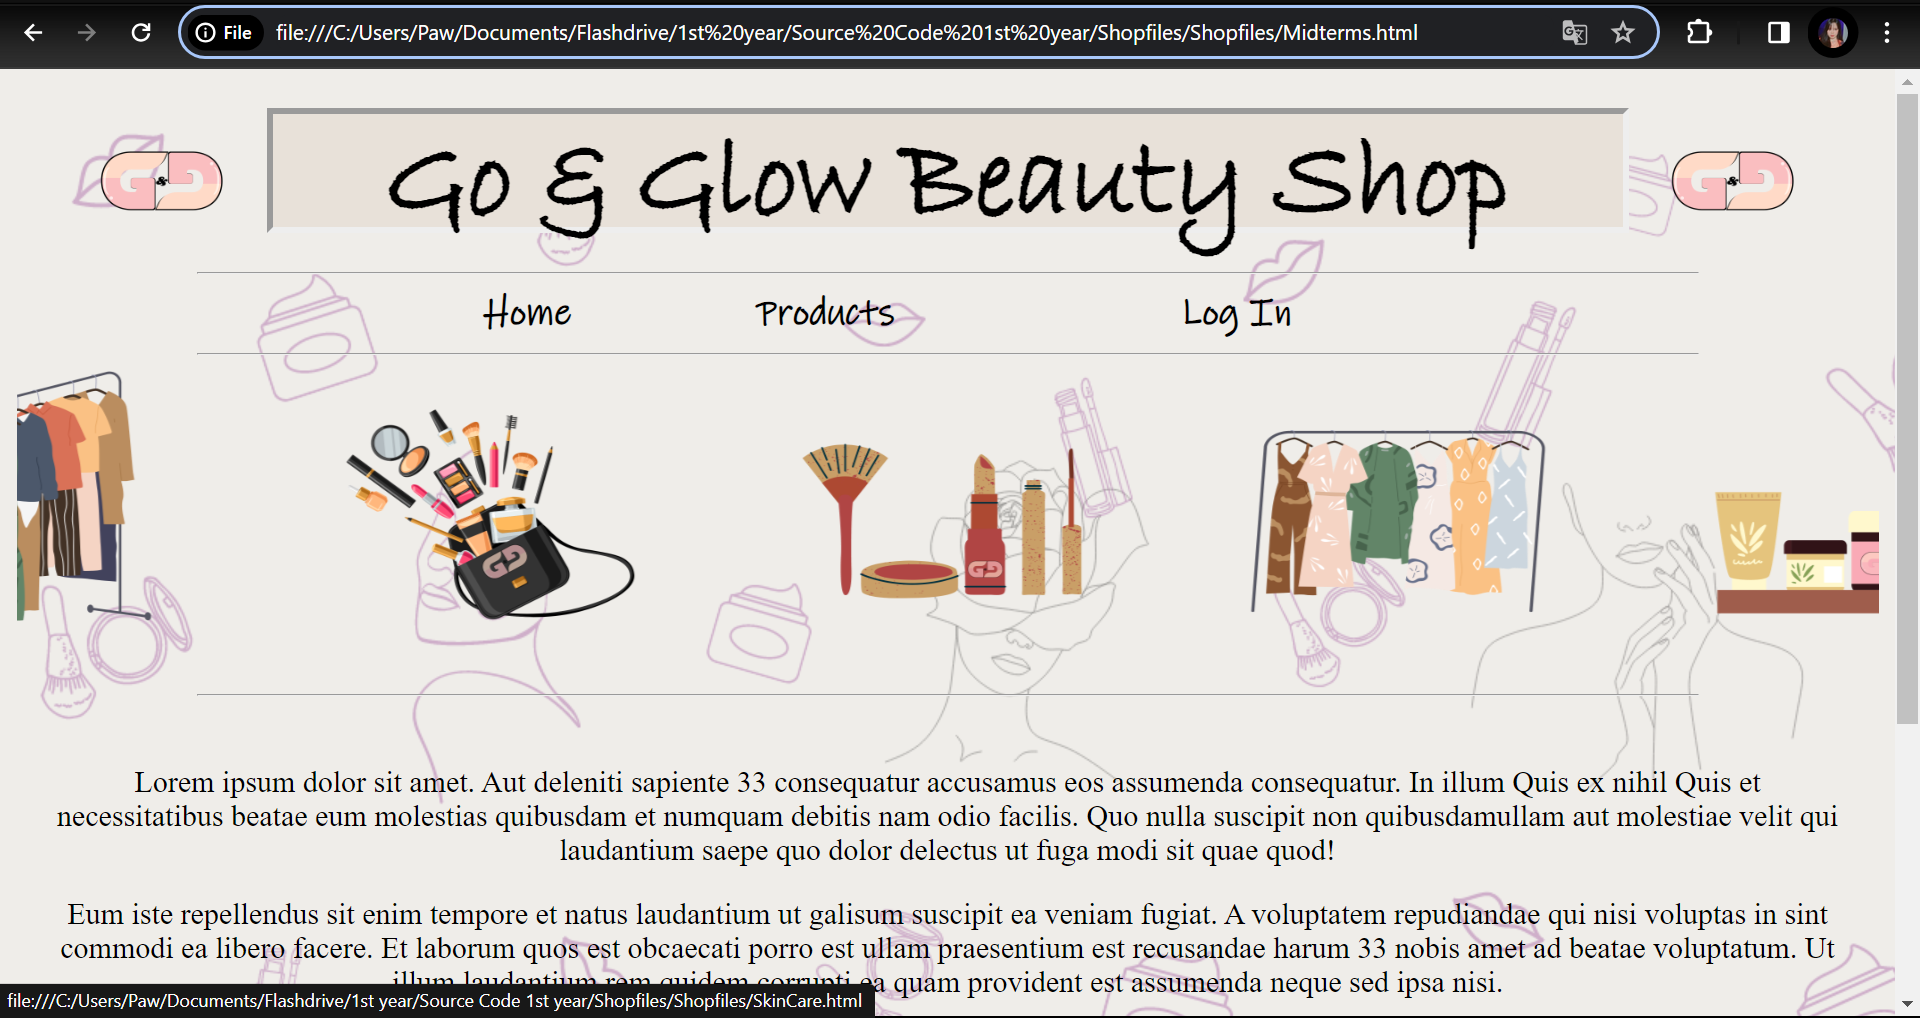 File file:///C:/Users/Paw/Documents/Flashdrive/1st%20year/Source%20Code%201st%20year/Shopfiles/Shopfiles/Midterms.html
G&G Go & Glow Beauty Shop G&G
Home Products Log In
GG
GG
Lorem ipsum dolor sit amet. Aut deleniti sapiente 33 consequatur accusamus eos assumenda consequatur. In illum Quis ex nihil Quis et
necessitatibus beatae eum molestias quibusdam et numquam debitis nam odio facilis. Quo nulla suscipit non quibusdamullam aut molestiae velit qui
laudantium saepe quo dolor delectus ut fuga modi sit quae quod!
Eum iste repellendus sit enim tempore et natus laudantium ut galisum suscipit ea veniam fugiat. A voluptatem repudiandae qui nisi voluptas in sint
commodi ea libero facere. Et laborum quos est obcaecati porro est ullam praesentium est recusandae harum 33 nobis amet ad beatae voluptatum. Ut
illum laudantium rem quidem corrupti ea quam provident est assumenda neque sed ipsa nisi.
file:///C:/Users/Paw/Documents/Flashdrive/1st year/Source Code 1st year/Shopfiles/Shopfiles/SkinCare.html